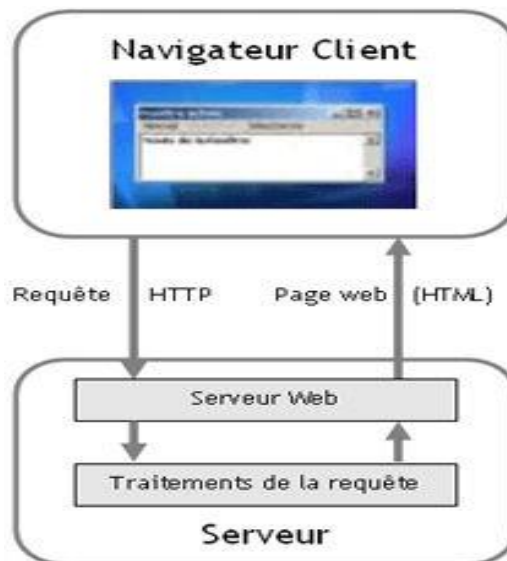 Navigateur Client
Requête HTTP Page web (HTML)
Serveur Web
Traitements de la requête
Serveur